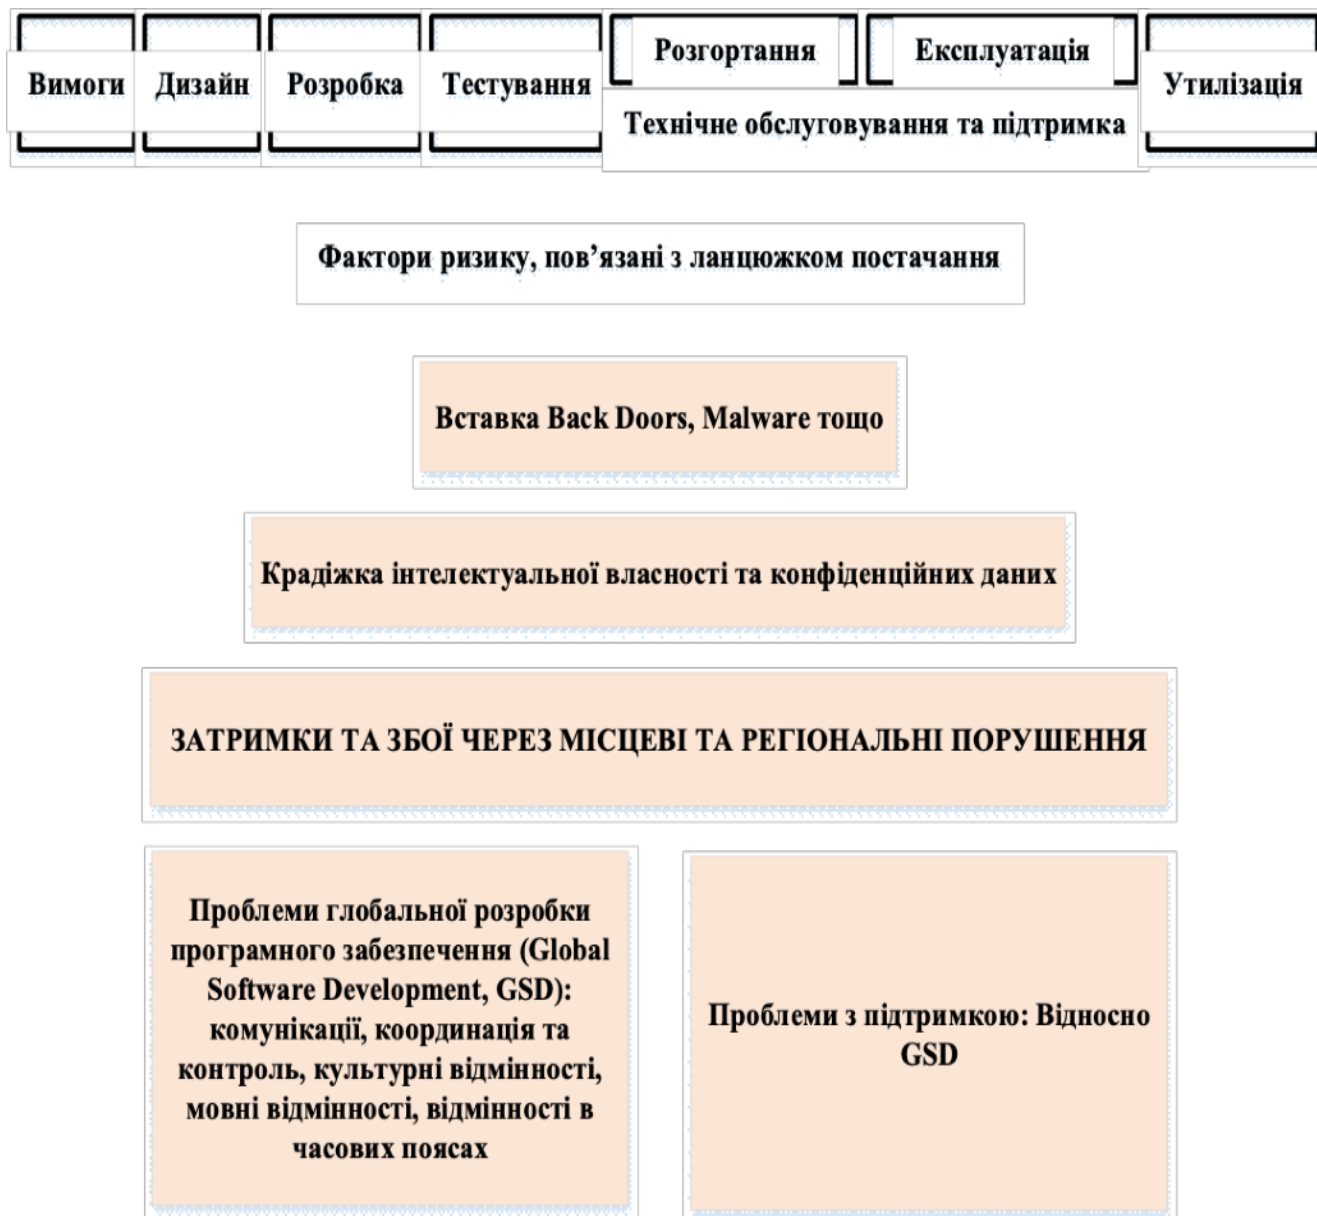 Вимоги
Дизайн
Розробка
Тестування
Розгортання
Експлуатація
Технічне обслуговування та підтримка
Утилізація
Фактори ризику, пов’язані з ланцюжком постачання
Вставка Back Doors, Malware тощо
Крадіжка інтелектуальної власності та конфіденційних даних
ЗАТРИМКИ ТА ЗБОЇ ЧЕРЕЗ МІСЦЕВІ ТА РЕГІОНАЛЬНІ ПОРУШЕННЯ
Проблеми глобальної розробки
програмного забезпечення (Global
Software Development, GSD):
комунікації, координація та
контроль, культурні відмінності,
мовні відмінності, відмінності в
часових поясах
Проблеми з підтримкою: Відносно
GSD